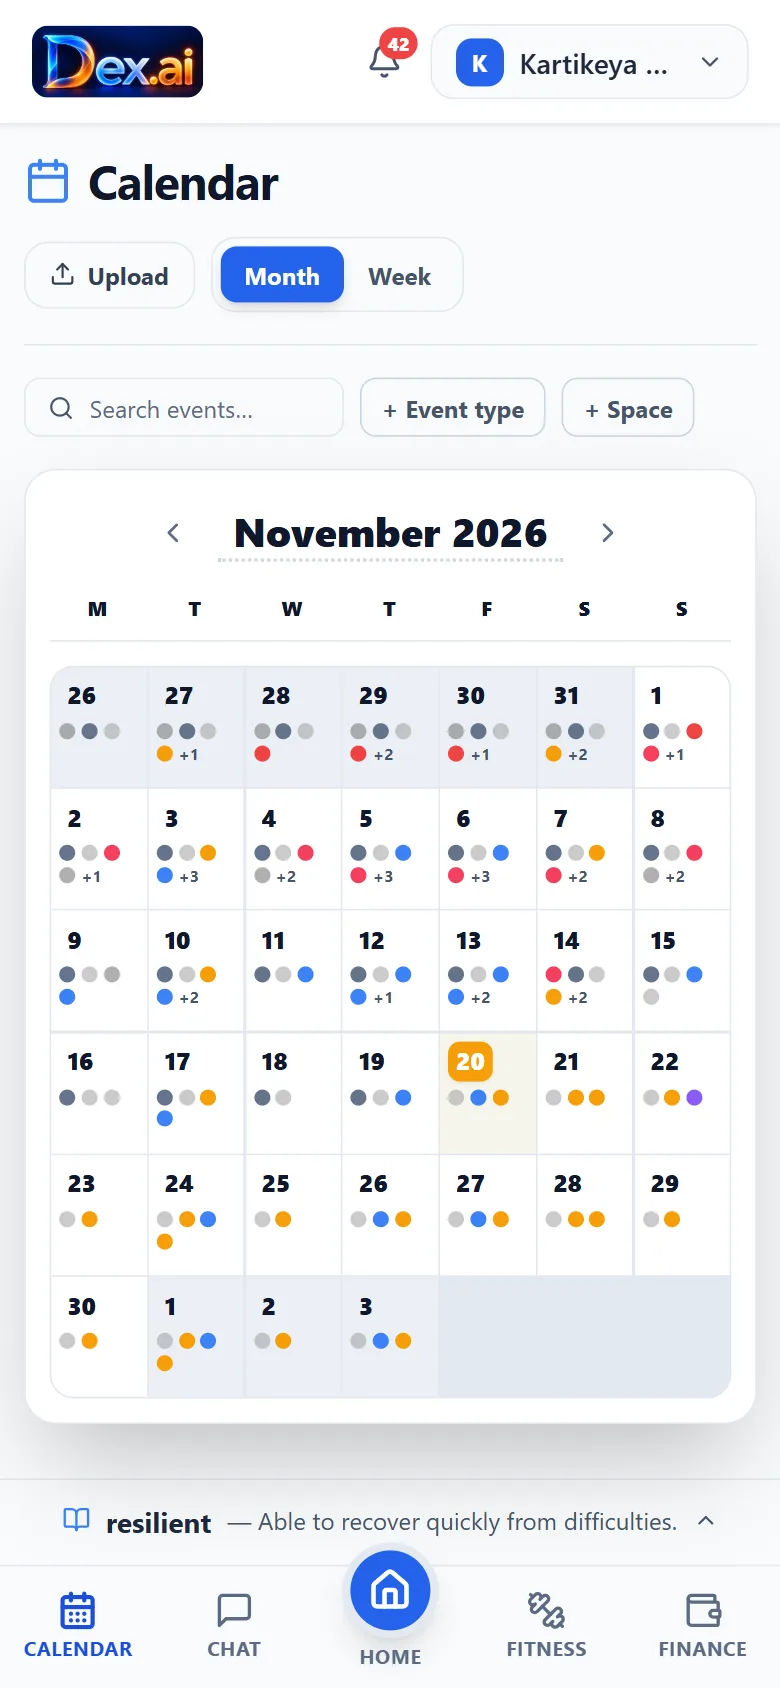 Dex.ai
42
K
Kartikeya ...
Calendar
Upload
Month
Week
Search events...
+ Event type
+ Space
November 2026
M T W T F S S
26 27 28 29 30 31 1
+1 +2 +1 +2 +1
2 3 4 5 6 7 8
+1 +3 +2 +3 +3 +2 +2
9 10 11 12 13 14 15
+2 +1 +2 +2
16 17 18 19 20 21 22
23 24 25 26 27 28 29
30 1 2 3
resilient — Able to recover quickly from difficulties.
CALENDAR CHAT HOME FITNESS FINANCE